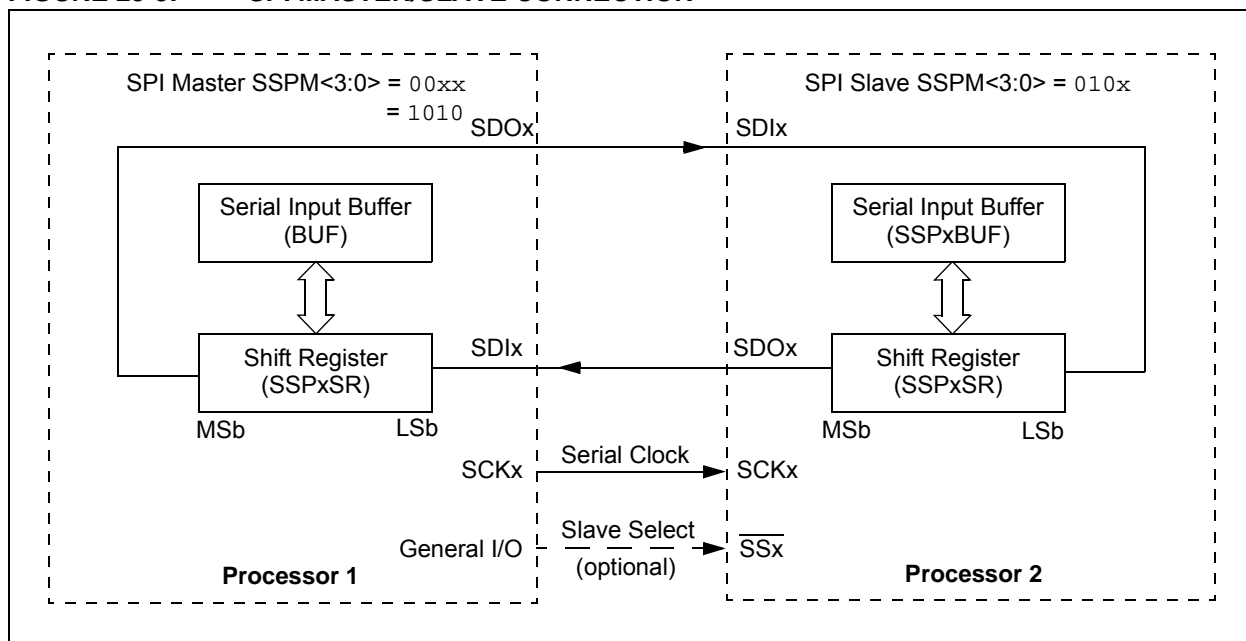 SPI Master SSPM<3:0> = 00xx
= 1010
SPI Slave SSPM<3:0> = 010x
SDOx
SDIx
Serial Input Buffer
(BUF)
Serial Input Buffer
(SSPxBUF)
Shift Register
(SSPxSR)
SDIx
SDOx
Shift Register
(SSPxSR)
MSb
LSb
MSb
LSb
SCKx
Serial Clock
SCKx
General I/O
Slave Select
(optional)
SSx
Processor 1
Processor 2